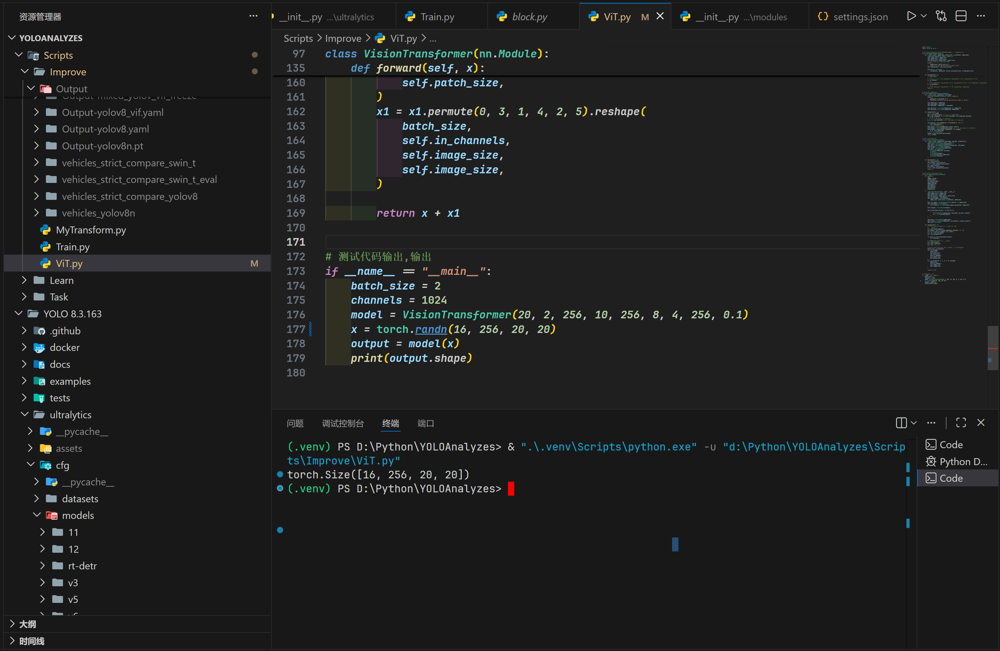 资源管理器
YOLOANALYZES
Scripts
Improve
Output
Output-mixed_yolov_vif_freeze
Output-yolov8_vif.yaml
Output-yolov8.yaml
Output-yolov8n.pt
vehicles_strict_compare_swin_t
vehicles_strict_compare_swin_t_eval
vehicles_strict_compare_yolov8
vehicles_yolov8n
MyTransform.py
Train.py
ViT.py M
Learn
Task
YOLO 8.3.163
.github
docker
docs
examples
tests
ultralytics
__pycache__
assets
cfg
__pycache__
datasets
models
11
12
rt-detr
v3
v5
大纲
时间线
__init__.py ...\ultralytics
Train.py
block.py
ViT.py M
__init__.py ...\modules
settings.json
Scripts > Improve > ViT.py > ...
97 class VisionTransformer(nn.Module):
135 def forward(self, x):
160 self.patch_size,
161 )
162 x1 = x1.permute(0, 3, 1, 4, 2, 5).reshape(
163 batch_size,
164 self.in_channels,
165 self.image_size,
166 self.image_size,
167 )
168
169 return x + x1
170
171
172 # 测试代码输出,输出
173 if __name__ == "__main__":
174 batch_size = 2
175 channels = 1024
176 model = VisionTransformer(20, 2, 256, 10, 256, 8, 4, 256, 0.1)
177 x = torch.randn(16, 256, 20, 20)
178 output = model(x)
179 print(output.shape)
180
问题 调试控制台 终端 端口
(.venv) PS D:\Python\YOLOAnalyzes> & ".\.venv\Scripts\python.exe" -u "d:\Python\YOLOAnalyzes\Scrip
ts\Improve\ViT.py"
torch.Size([16, 256, 20, 20])
(.venv) PS D:\Python\YOLOAnalyzes>
Code
Python D...
Code